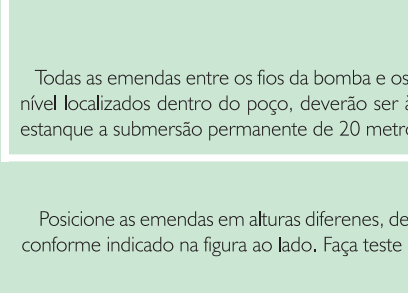 Todas as emendas entre os fios da bomba e os
nível localizados dentro do poço, deverão ser à
estanque a submersão permanente de 20 metro
Posicione as emendas em alturas diferenes, de
conforme indicado na figura ao lado. Faça teste